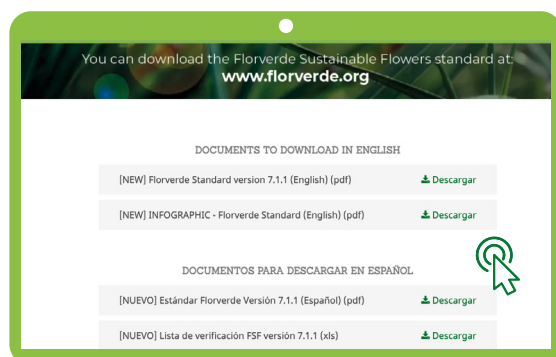 You can download the Florverde Sustainable Flowers standard at:
www.florverde.org
DOCUMENTS TO DOWNLOAD IN ENGLISH
[NEW] Florverde Standard version 7.1.1 (English) (pdf) Descargar
[NEW] INFOGRAPHIC - Florverde Standard (English) (pdf) Descargar
DOCUMENTOS PARA DESCARGAR EN ESPAÑOL
[NUEVO] Estándar Florverde Versión 7.1.1 (Español) (pdf) Descargar
[NUEVO] Lista de verificación FSF versión 7.1.1 (xls) Descargar